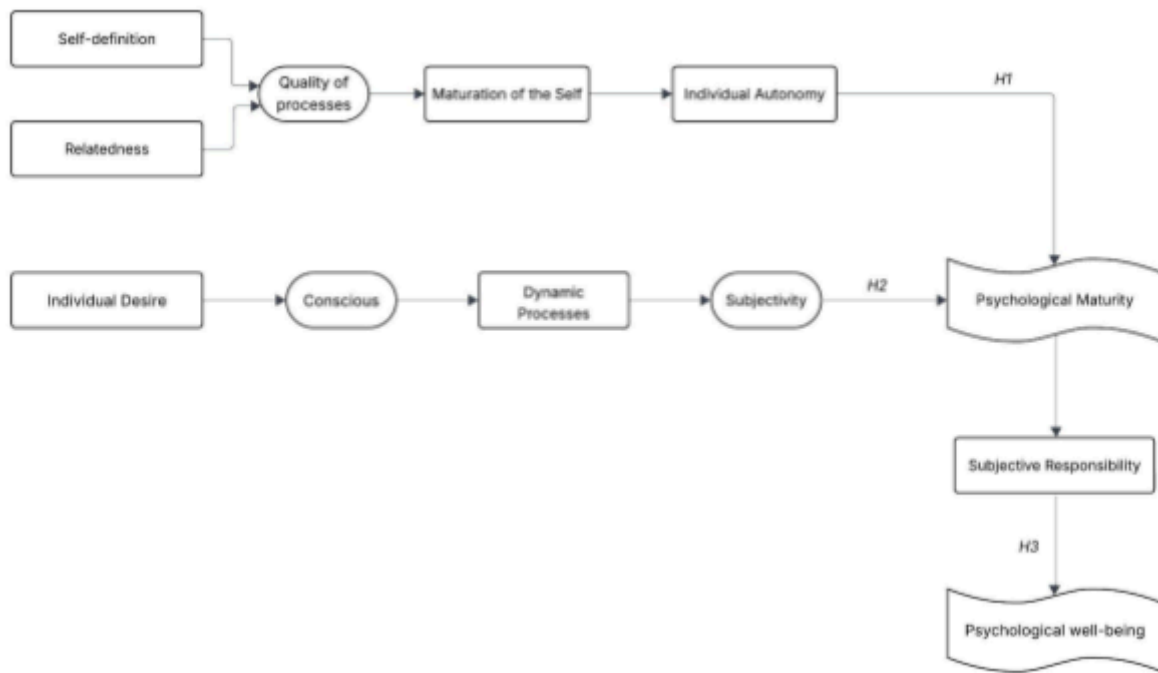 Self-definition
Quality of
processes
Maturation of the Self
Individual Autonomy
H1
Relatedness
Individual Desire
Conscious
Dynamic
Processes
Subjectivity
H2
Psychological Maturity
Subjective Responsibility
H3
Psychological well-being